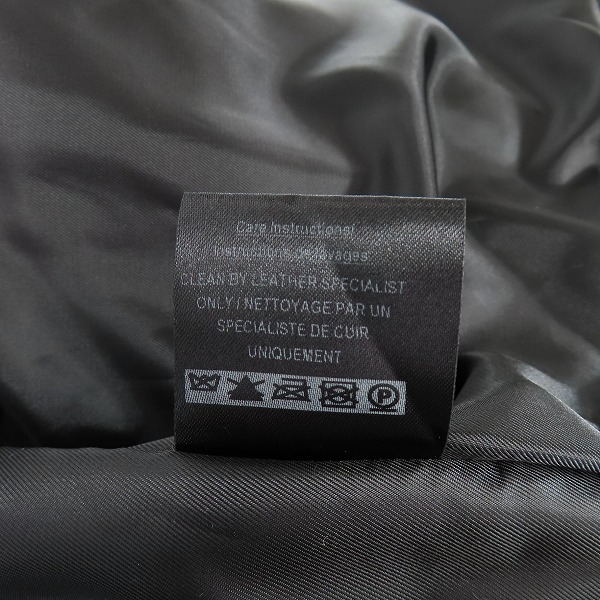 Care Instructions/
Instructions de lavages
CLEAN BY LEATHER SPECIALIST
ONLY / NETTOYAGE PAR UN
SPECIALISTE DE CUIR
UNIQUEMENT
P